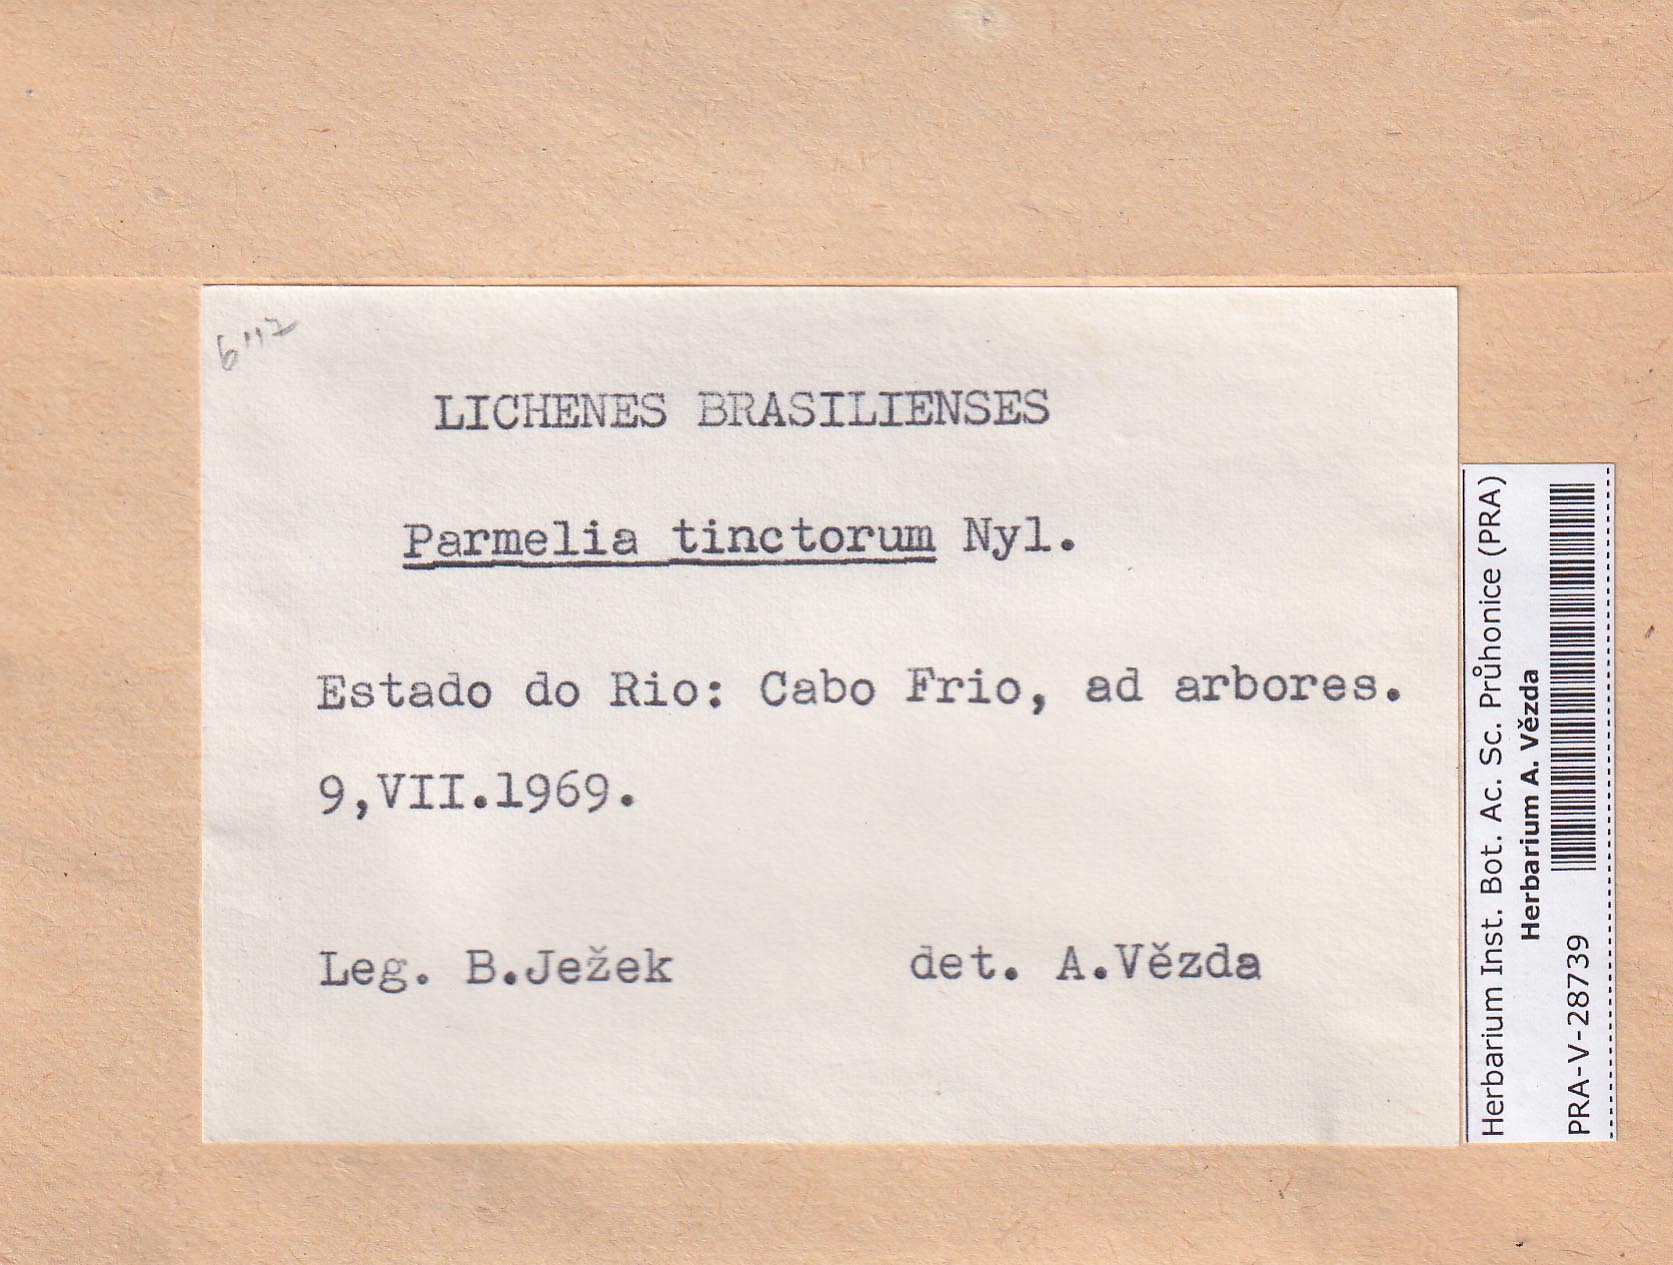 LICHENES BRASILIENSES
Parmelia tinctorum Nyl.
Estado do Rio: Cabo Frio, ad arbores.
9,VII.1969.
Leg. B.Ježek det. A.Vězda
Herbarium Inst. Bot. Ac. Sc. Průhonice (PRA)
Herbarium A. Vězda
PRA-V-28739